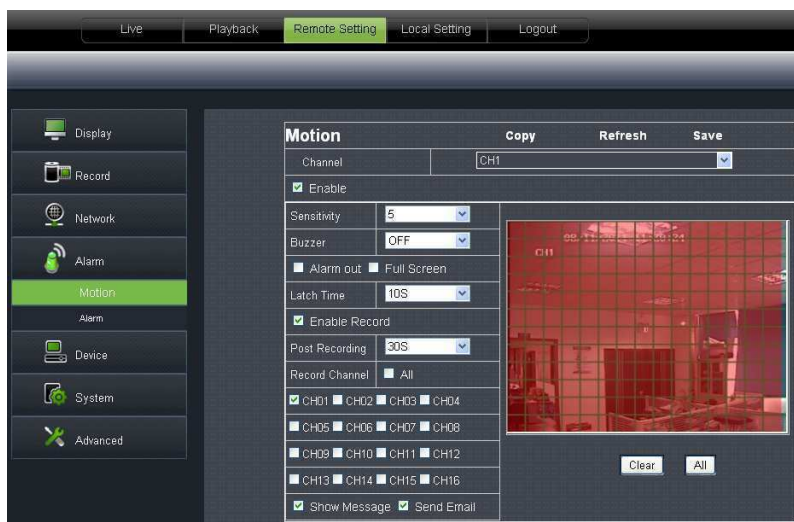 Live Playback Remote Setting Local Setting Logout
Display
Record
Network
Alarm
Motion
Alarm
Device
System
Advanced
Motion Copy Refresh Save
Channel CH1
Enable
Sensitivity 5
Buzzer OFF
Alarm out Full Screen
Latch Time 10S
Enable Record
Post Recording 30S
Record Channel All
CH01 CH02 CH03 CH04
CH05 CH06 CH07 CH08
CH09 CH10 CH11 CH12
CH13 CH14 CH15 CH16
Show Message Send Email
CH1
Clear All